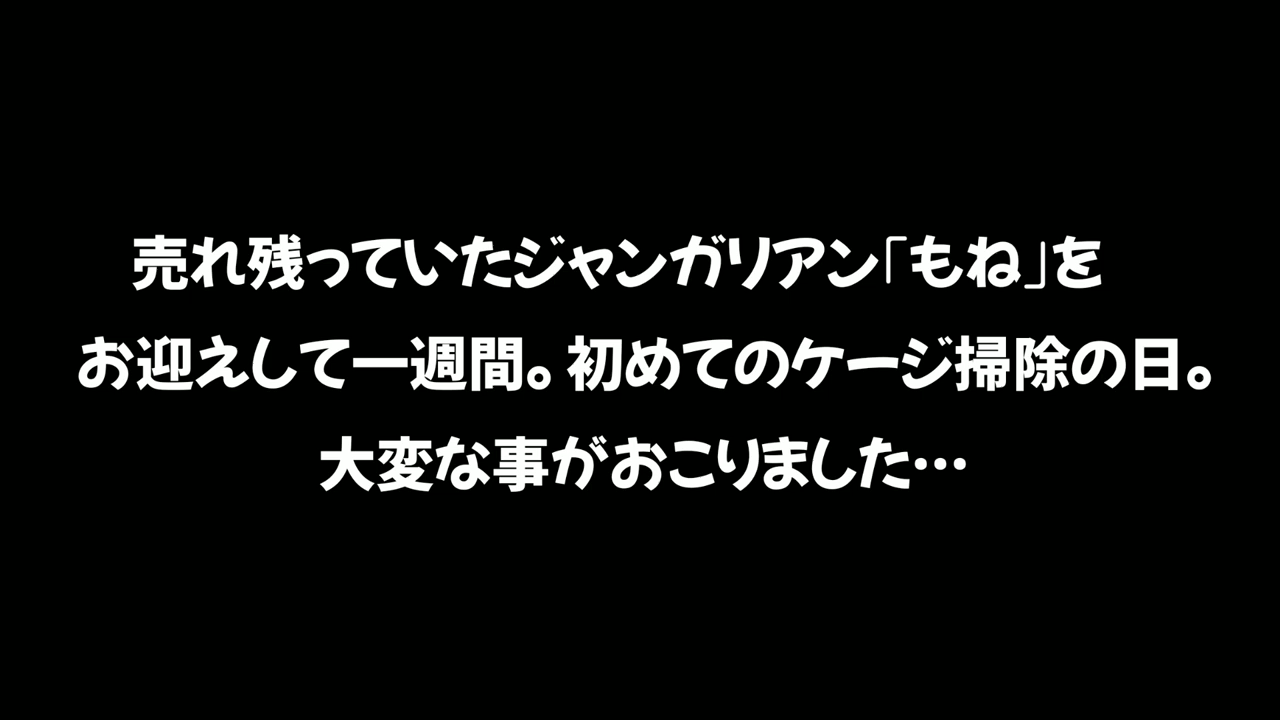 売れ残っていたジャンガリアン「もね」を
お迎えして一週間。初めてのケージ掃除の日。
大変な事がおこりました…